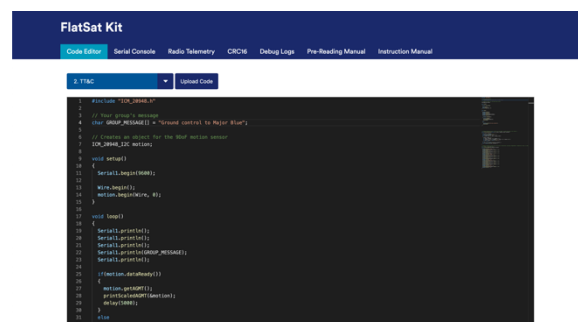 FlatSat Kit
Code Editor Serial Console Radio Telemetry CRC16 Debug Logs Pre-Reading Manual Instruction Manual
2. TT&C Upload Code
1 #include "ICM_20948.h"
2
3 // Your group's message
4 char GROUP_MESSAGE[] = "Ground control to Major Blue";
5
6 // Creates an object for the 9DoF motion sensor
7 ICM_20948_I2C motion;
8
9 void setup()
10 {
11 Serial1.begin(9600);
12
13 Wire.begin();
14 motion.begin(Wire, 0);
15 }
16
17 void loop()
18 {
19 Serial1.println();
20 Serial1.println();
21 Serial1.println();
22 Serial1.println(GROUP_MESSAGE);
23 Serial1.println();
24
25 if(motion.dataReady())
26 {
27 motion.getAGMT();
28 printScaledAGMT(&motion);
29 delay(5000);
30 }
31 else